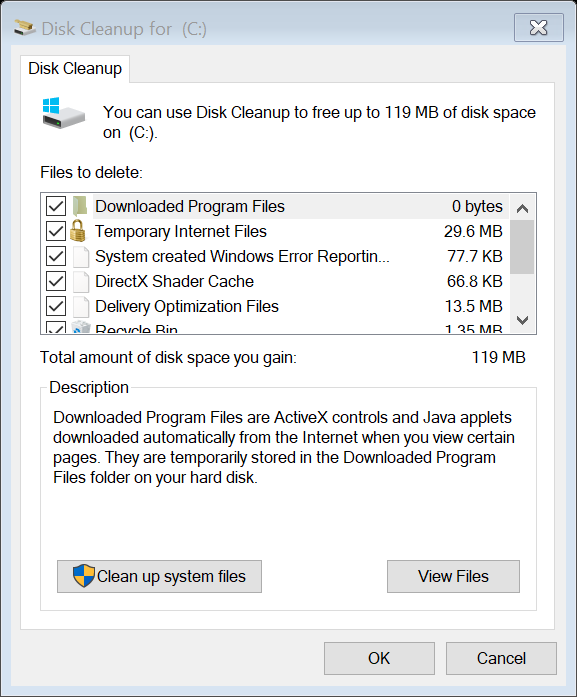 Disk Cleanup for  (C:)
Disk Cleanup
You can use Disk Cleanup to free up to 119 MB of disk space
on  (C:).
Files to delete:
Downloaded Program Files 0 bytes
Temporary Internet Files 29.6 MB
System created Windows Error Reportin... 77.7 KB
DirectX Shader Cache 66.8 KB
Delivery Optimization Files 13.5 MB
Recycle Bin 1.35 MB
Total amount of disk space you gain: 119 MB
Description
Downloaded Program Files are ActiveX controls and Java applets
downloaded automatically from the Internet when you view certain
pages. They are temporarily stored in the Downloaded Program
Files folder on your hard disk.
Clean up system files View Files
OK Cancel